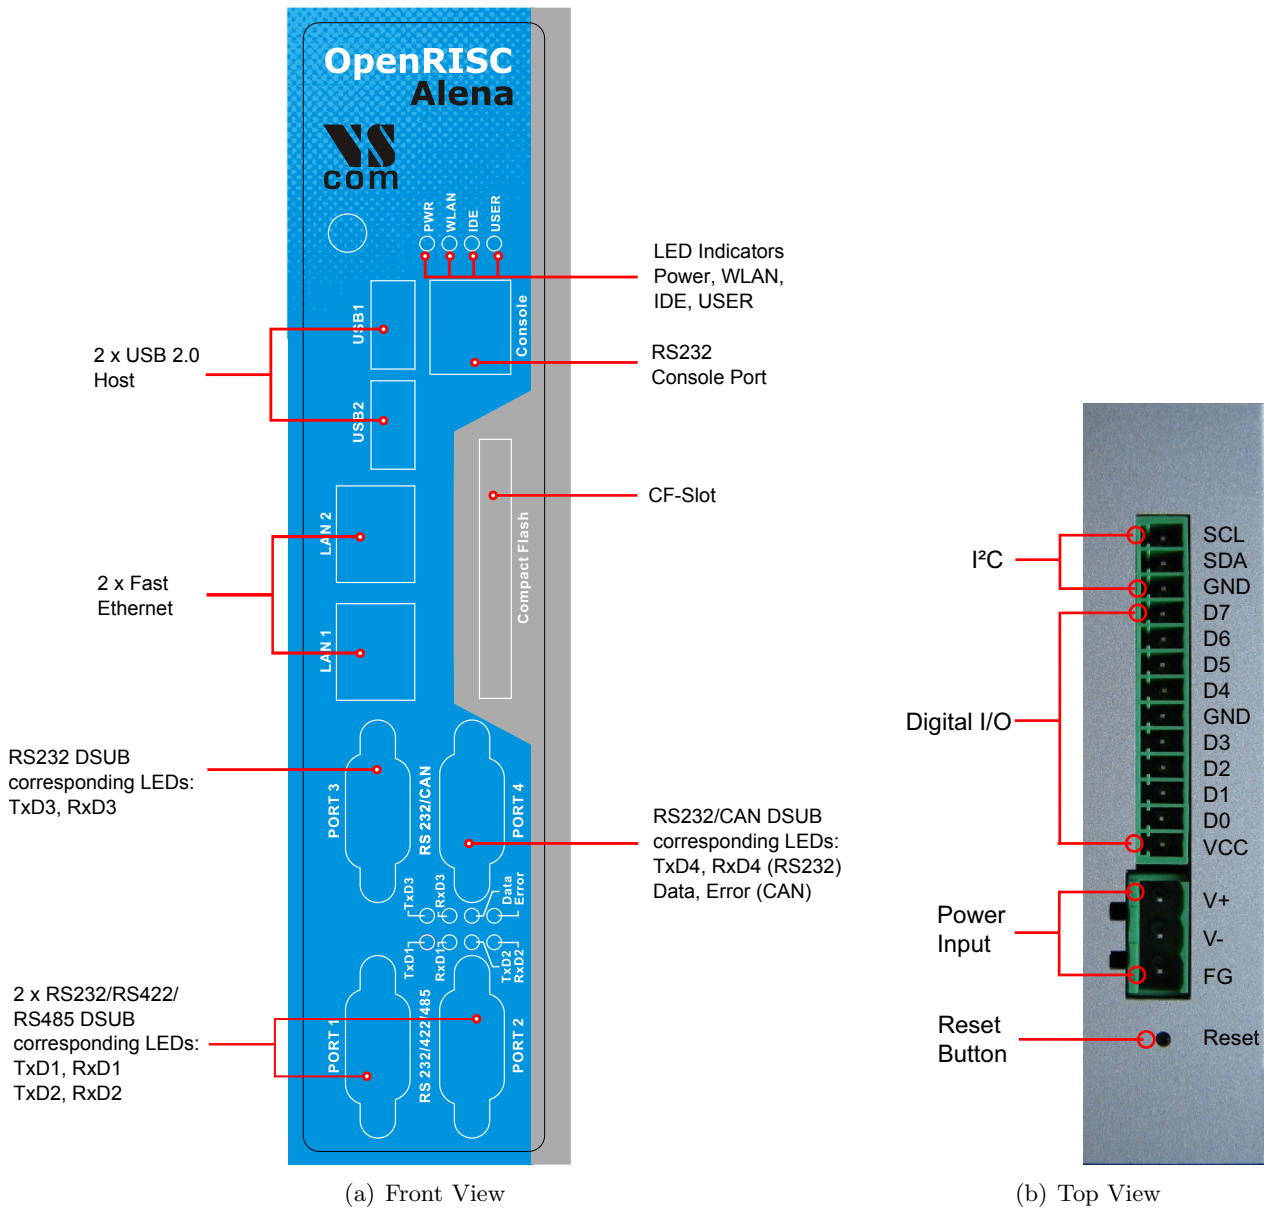 OpenRISC
Alena
VS
com
PWR
WLAN
IDE
USER
LED Indicators
Power, WLAN,
IDE, USER
USB1
Console
2 x USB 2.0
Host
RS232
Console Port
USB2
CF-Slot
LAN 2
Compact Flash
2 x Fast
Ethernet
LAN 1
RS232 DSUB
corresponding LEDs:
TxD3, RxD3
PORT 3
RS 232/CAN
PORT 4
RS232/CAN DSUB
corresponding LEDs:
TxD4, RxD4 (RS232)
Data, Error (CAN)
TxD3
RxD3
Data
Error
TxD1
RxD1
TxD2
RxD2
2 x RS232/RS422/
RS485 DSUB
corresponding LEDs:
TxD1, RxD1
TxD2, RxD2
PORT 1
RS 232/422/485
PORT 2
(a) Front View
I²C
SCL
SDA
GND
D7
D6
D5
D4
Digital I/O
GND
D3
D2
D1
D0
VCC
Power
Input
V+
V-
FG
Reset
Button
Reset
(b) Top View